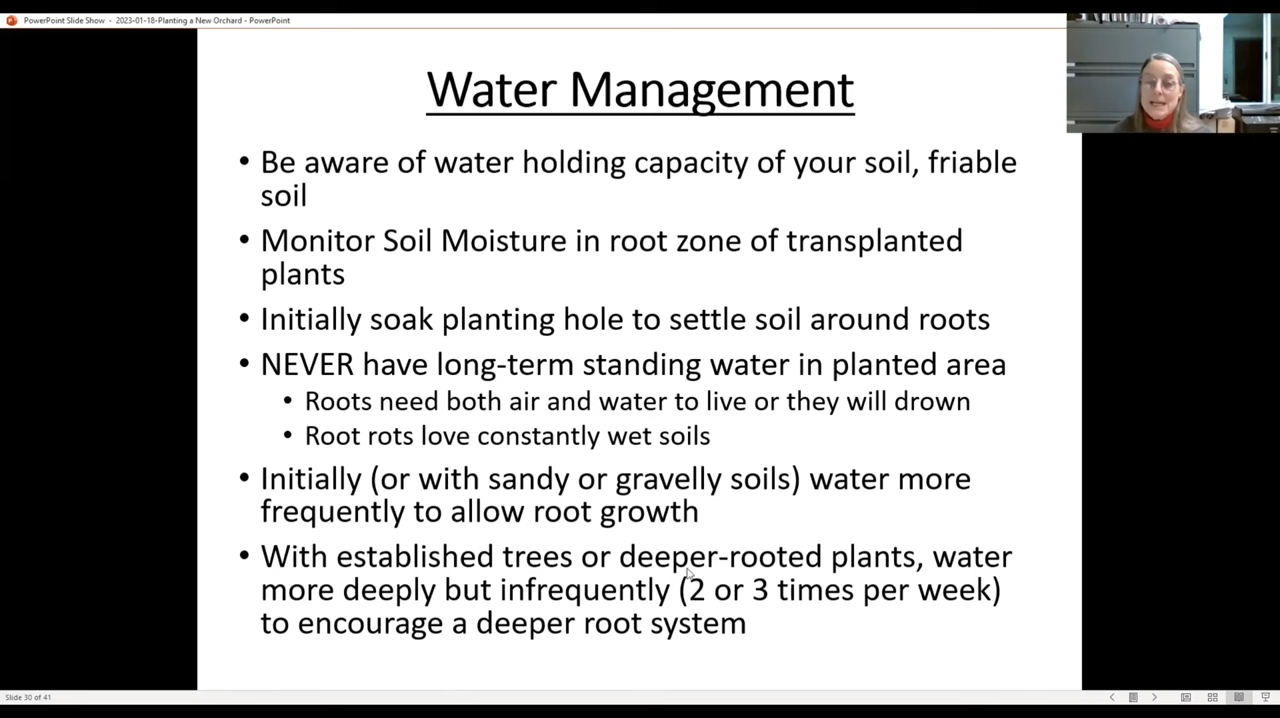 PowerPoint Slide Show - 2023-01-18-Planting a New Orchard - PowerPoint
Water Management
• Be aware of water holding capacity of your soil, friable
soil
• Monitor Soil Moisture in root zone of transplanted
plants
• Initially soak planting hole to settle soil around roots
• NEVER have long-term standing water in planted area
• Roots need both air and water to live or they will drown
• Root rots love constantly wet soils
• Initially (or with sandy or gravelly soils) water more
frequently to allow root growth
• With established trees or deeper-rooted plants, water
more deeply but infrequently (2 or 3 times per week)
to encourage a deeper root system
Slide 30 of 41